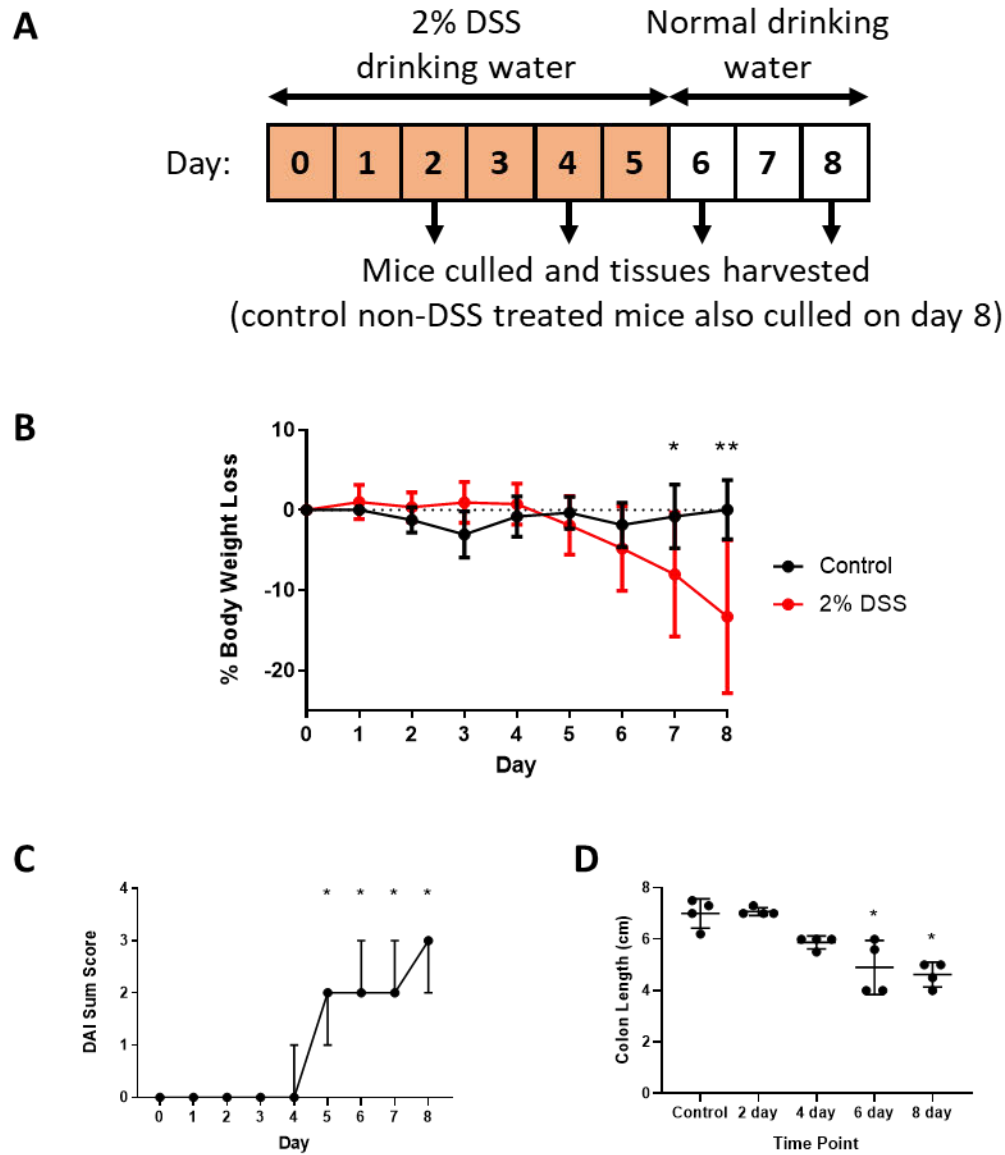 A
2% DSS
drinking water
Normal drinking
water
Day:
0 1 2 3 4 5 6 7 8
Mice culled and tissues harvested
(control non-DSS treated mice also culled on day 8)
B
% Body Weight Loss
10
0
-10
-20
* **
0 1 2 3 4 5 6 7 8
Day
Control
2% DSS
C
DAI Sum Score
4
3
2
1
0
* * * *
0 1 2 3 4 5 6 7 8
Day
D
Colon Length (cm)
8
6
4
2
0
* *
Control 2 day 4 day 6 day 8 day
Time Point